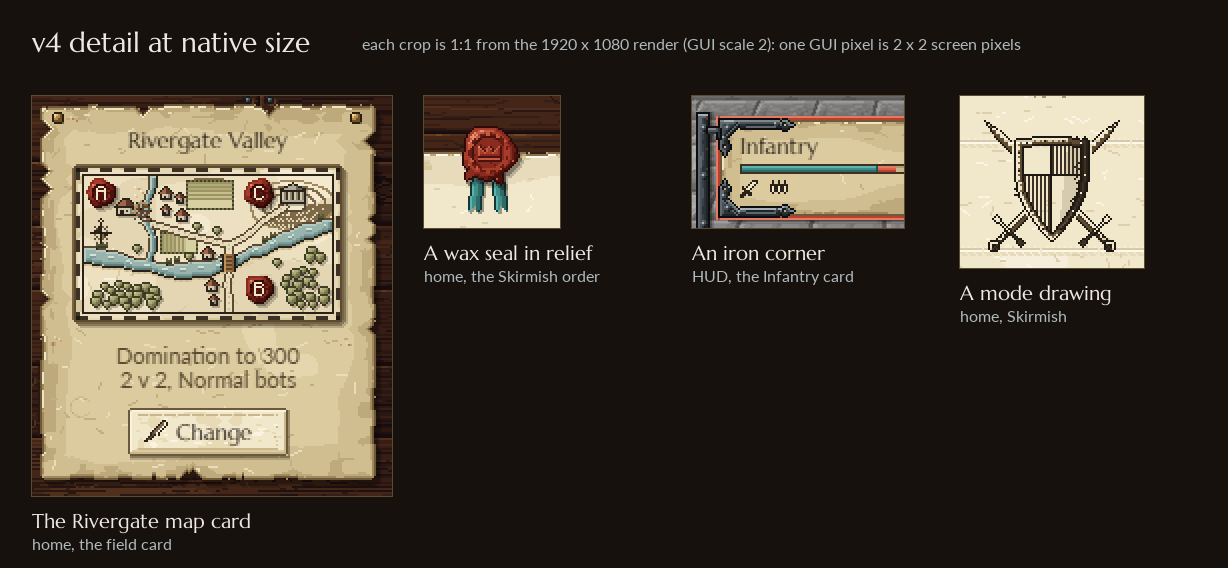 v4 detail at native size
each crop is 1:1 from the 1920 x 1080 render (GUI scale 2): one GUI pixel is 2 x 2 screen pixels
Rivergate Valley
A
C
B
Domination to 300
2 v 2, Normal bots
Change
The Rivergate map card
home, the field card
A wax seal in relief
home, the Skirmish order
Infantry
An iron corner
HUD, the Infantry card
A mode drawing
home, Skirmish